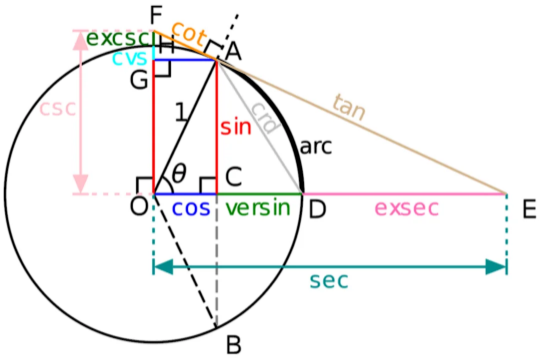 F
excsc
H
cot
A
cvs
G
csc
1
sin
crd
tan
arc
θ
C
O
cos
versin
D
exsec
E
sec
B